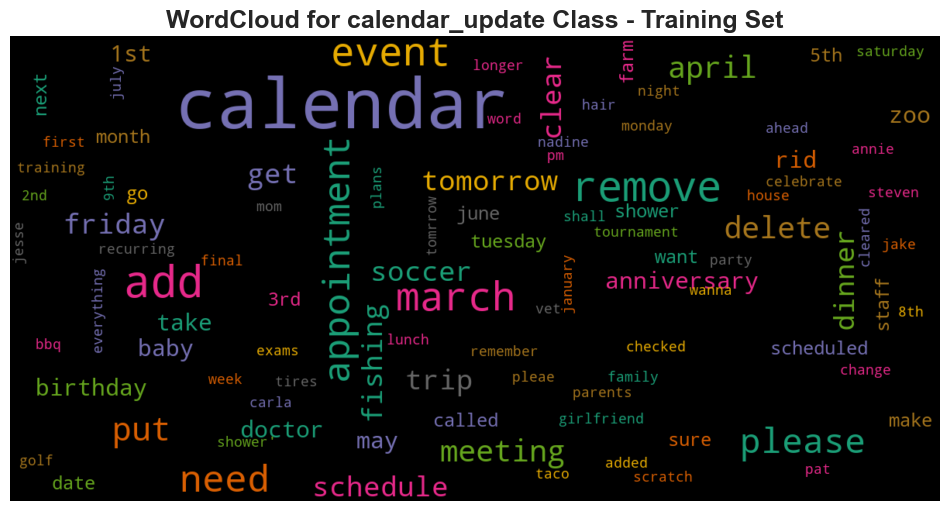 WordCloud for calendar_update Class - Training Set
1st
event
longer
farm
april
5th
saturday
next
july
calendar
clear
hair
night
word
zoo
first
month
monday
ahead
nadine
pm
annie
training
2nd
9th
go
get
appointment
plans
tomorrow
remove
rid
celebrate
house
steven
friday
mom
june
shall
shower
delete
jesse
recurring
tomrrow
tuesday
tournament
want
party
cleared
jake
everything
add
final
3rd
soccer
march
vet
january
anniversary
wanna
dinner
staff
8th
take
bbq
baby
exams
fishing
lunch
remember
checked
scheduled
change
birthday
week
tires
trip
pleae
family
parents
carla
put
shower
doctor
may
called
girlfriend
make
golf
meeting
sure
please
date
need
schedule
taco
added
scratch
pat